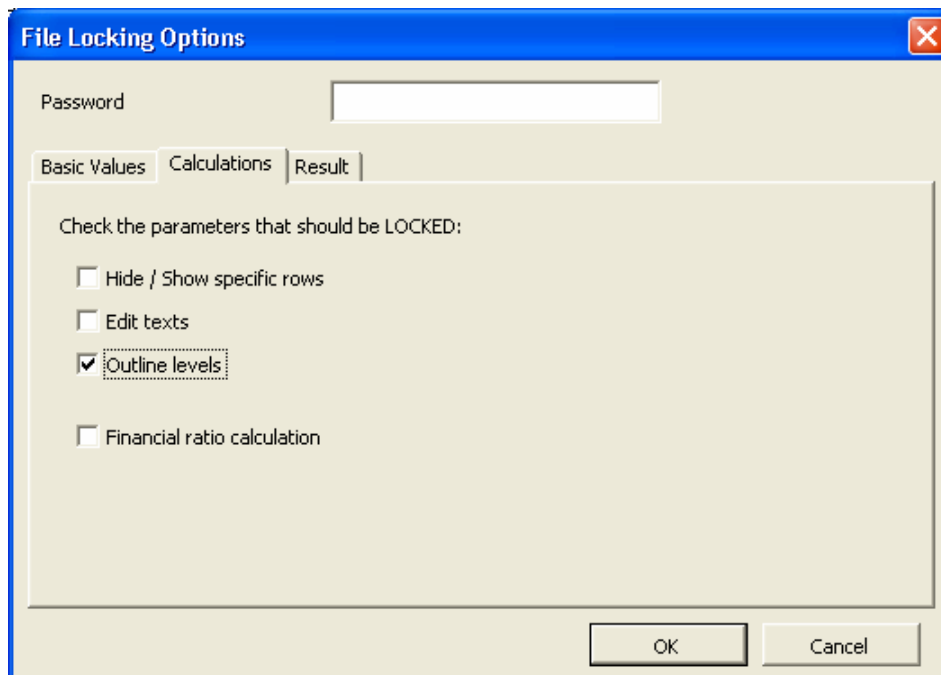 File Locking Options
Password
Basic Values Calculations Result
Check the parameters that should be LOCKED:
Hide / Show specific rows
Edit texts
Outline levels
Financial ratio calculation
OK Cancel